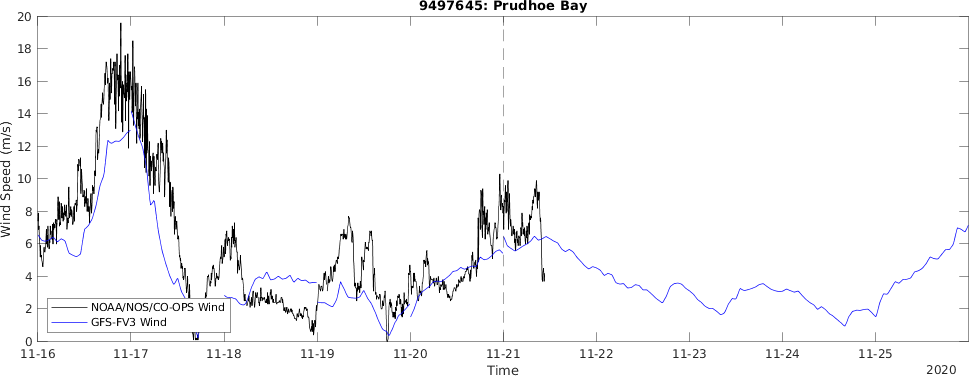 9497645: Prudhoe Bay
20
18
16
14
12
10
8
6
4
2
0
Wind Speed (m/s)
NOAA/NOS/CO-OPS Wind
GFS-FV3 Wind
11-16 11-17 11-18 11-19 11-20 11-21 11-22 11-23 11-24 11-25
Time
2020